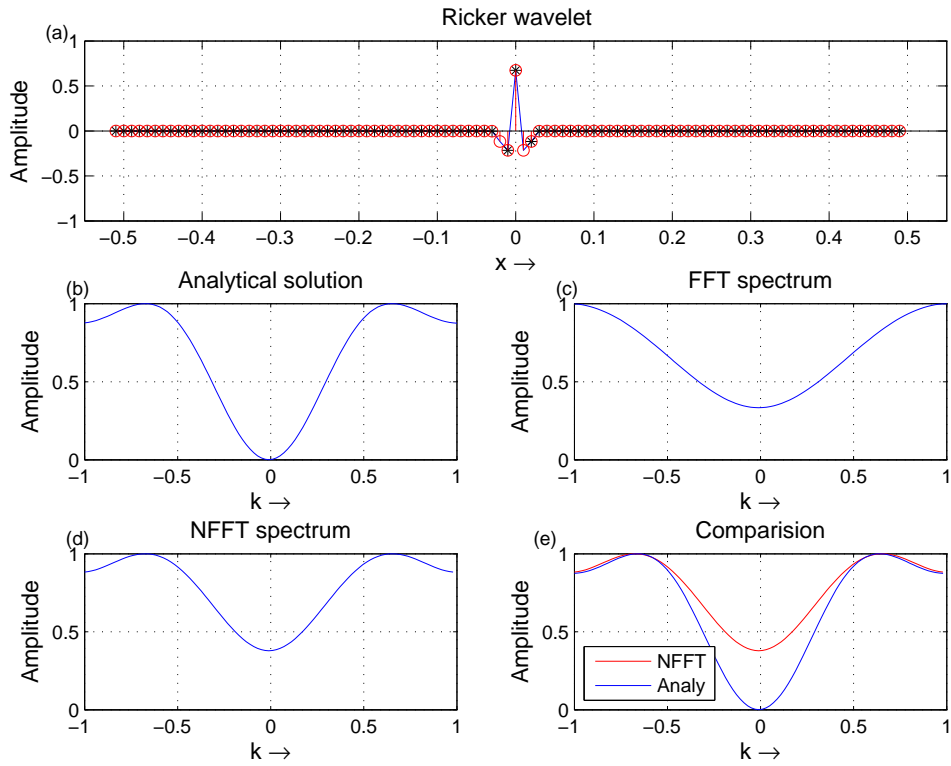 Ricker wavelet
(a)
1
0.5
0
−0.5
−1
Amplitude
−0.5 −0.4 −0.3 −0.2 −0.1 0 0.1 0.2 0.3 0.4 0.5
x →
(b) Analytical solution
1
0.5
0
Amplitude
−1 −0.5 0 0.5 1
k →
(c) FFT spectrum
1
0.5
0
Amplitude
−1 −0.5 0 0.5 1
k →
(d) NFFT spectrum
1
0.5
0
Amplitude
−1 −0.5 0 0.5 1
k →
(e) Comparision
1
0.5
0
Amplitude
NFFT
Analy
−1 −0.5 0 0.5 1
k →